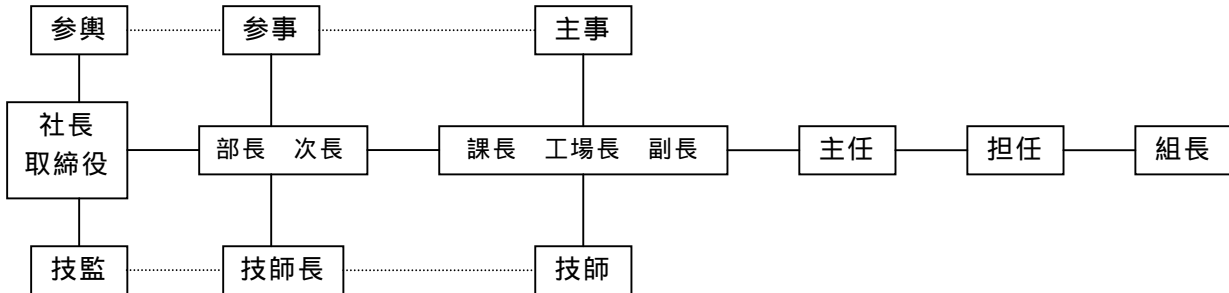 参輿 参事 主事
社長
取締役
部長 次長
課長 工場長 副長
主任
担任
組長
技監 技師長 技師